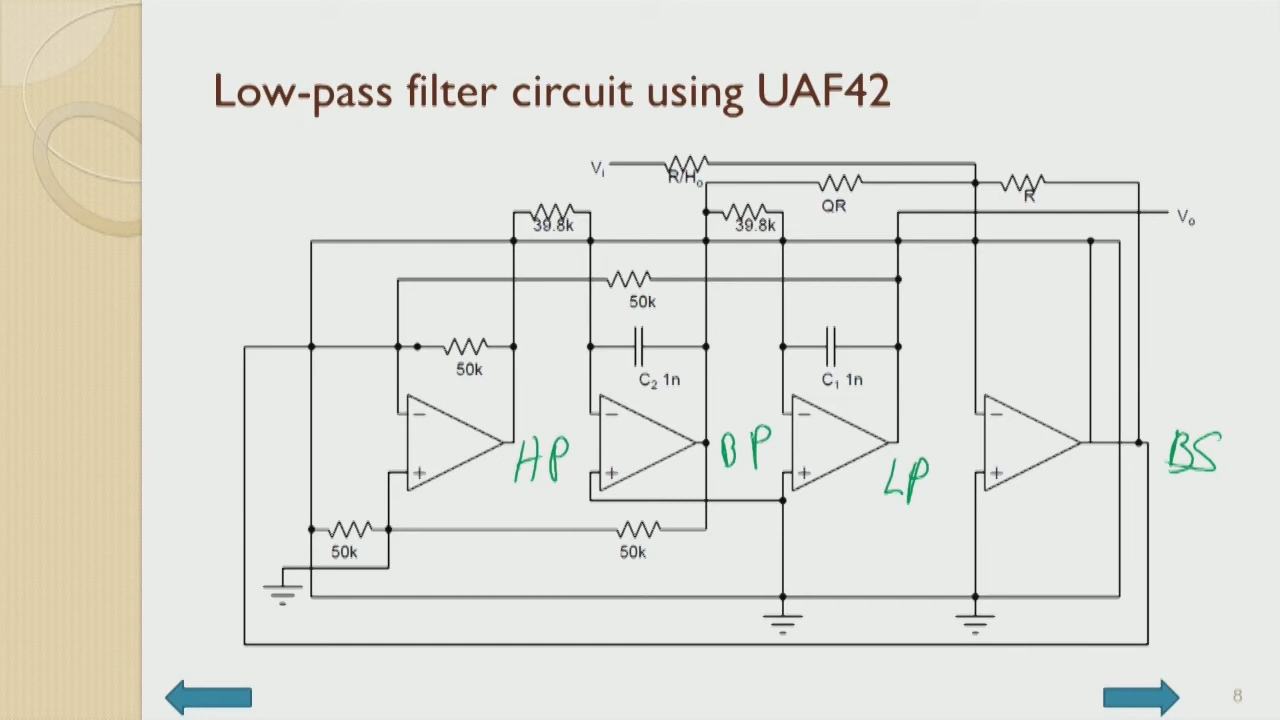 Low-pass filter circuit using UAF42
Vi
R/Ho
QR
R
39.8k
39.8k
Vo
50k
50k
C2 1n
C1 1n
− − − −
HP
BP
LP
BS
+ + + +
50k
50k
8